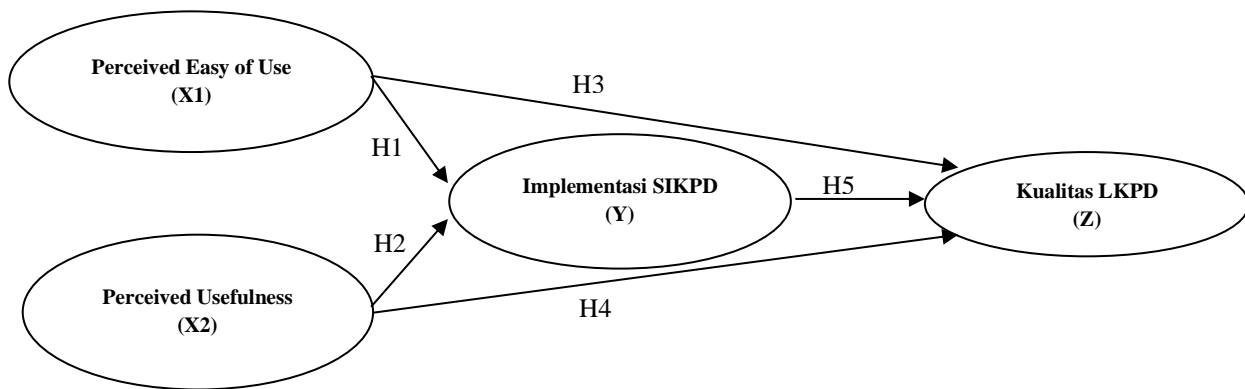 Perceived Easy of Use
(X1)
H3
H1
Implementasi SIKPD
(Y)
H5
Kualitas LKPD
(Z)
H2
Perceived Usefulness
(X2)
H4